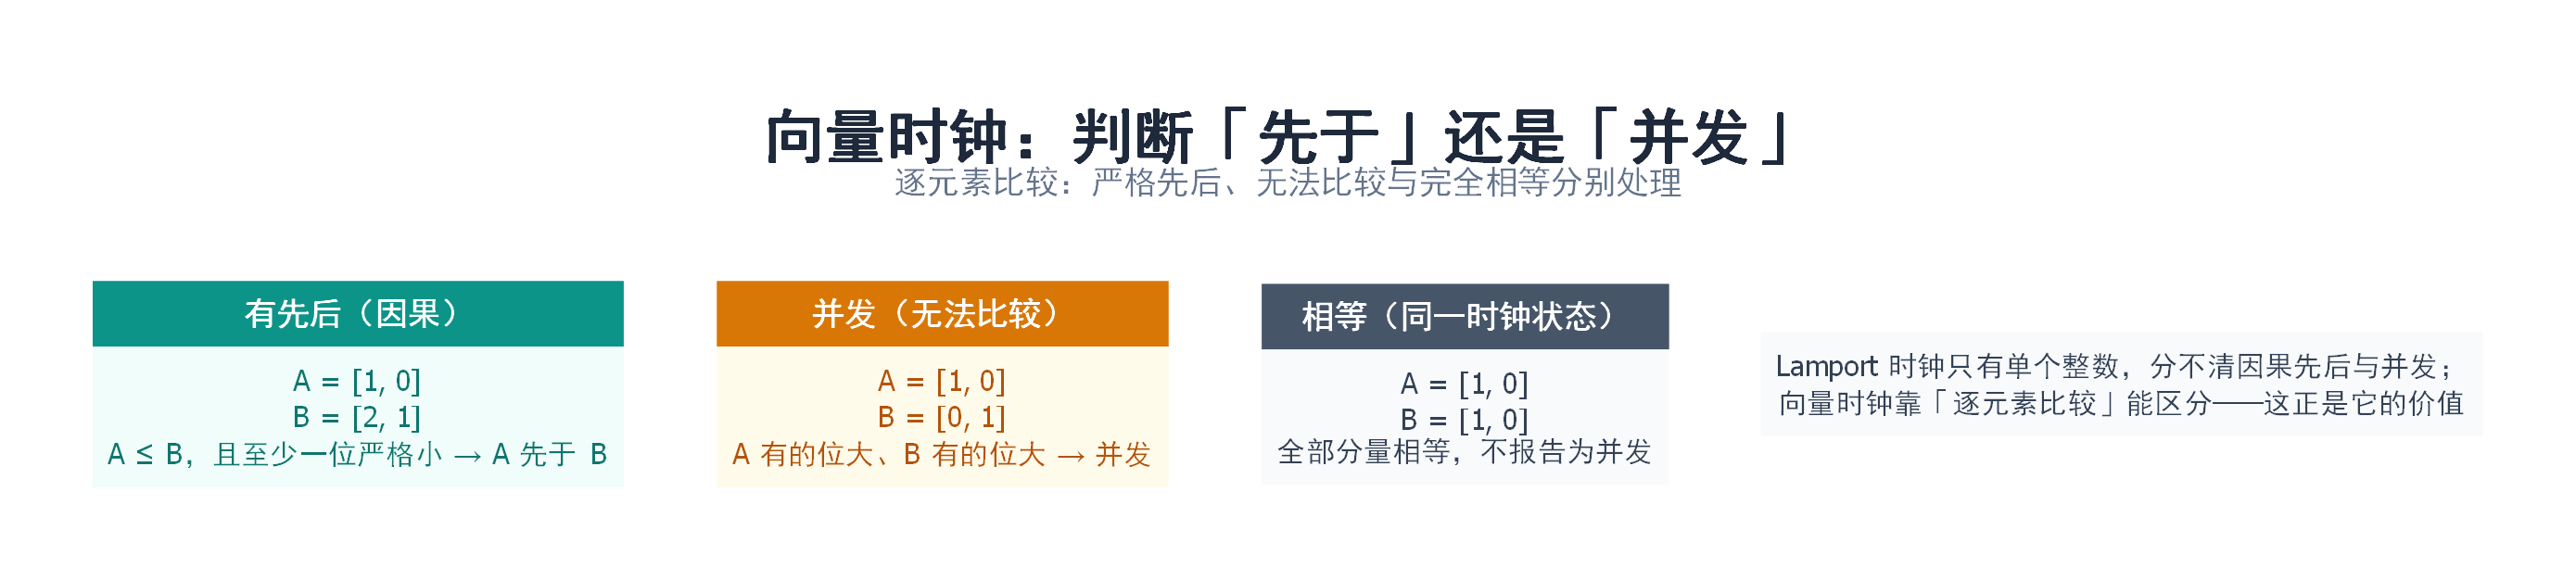 向量时钟：判断「先于」还是「并发」
逐元素比较：严格先后、无法比较与完全相等分别处理
有先后（因果）
A = [1, 0]
B = [2, 1]
A ≤ B，且至少一位严格小 → A 先于 B
并发（无法比较）
A = [1, 0]
B = [0, 1]
A 有的位大、B 有的位大 → 并发
相等（同一时钟状态）
A = [1, 0]
B = [1, 0]
全部分量相等，不报告为并发
Lamport 时钟只有单个整数，分不清因果先后与并发；
向量时钟靠「逐元素比较」能区分——这正是它的价值